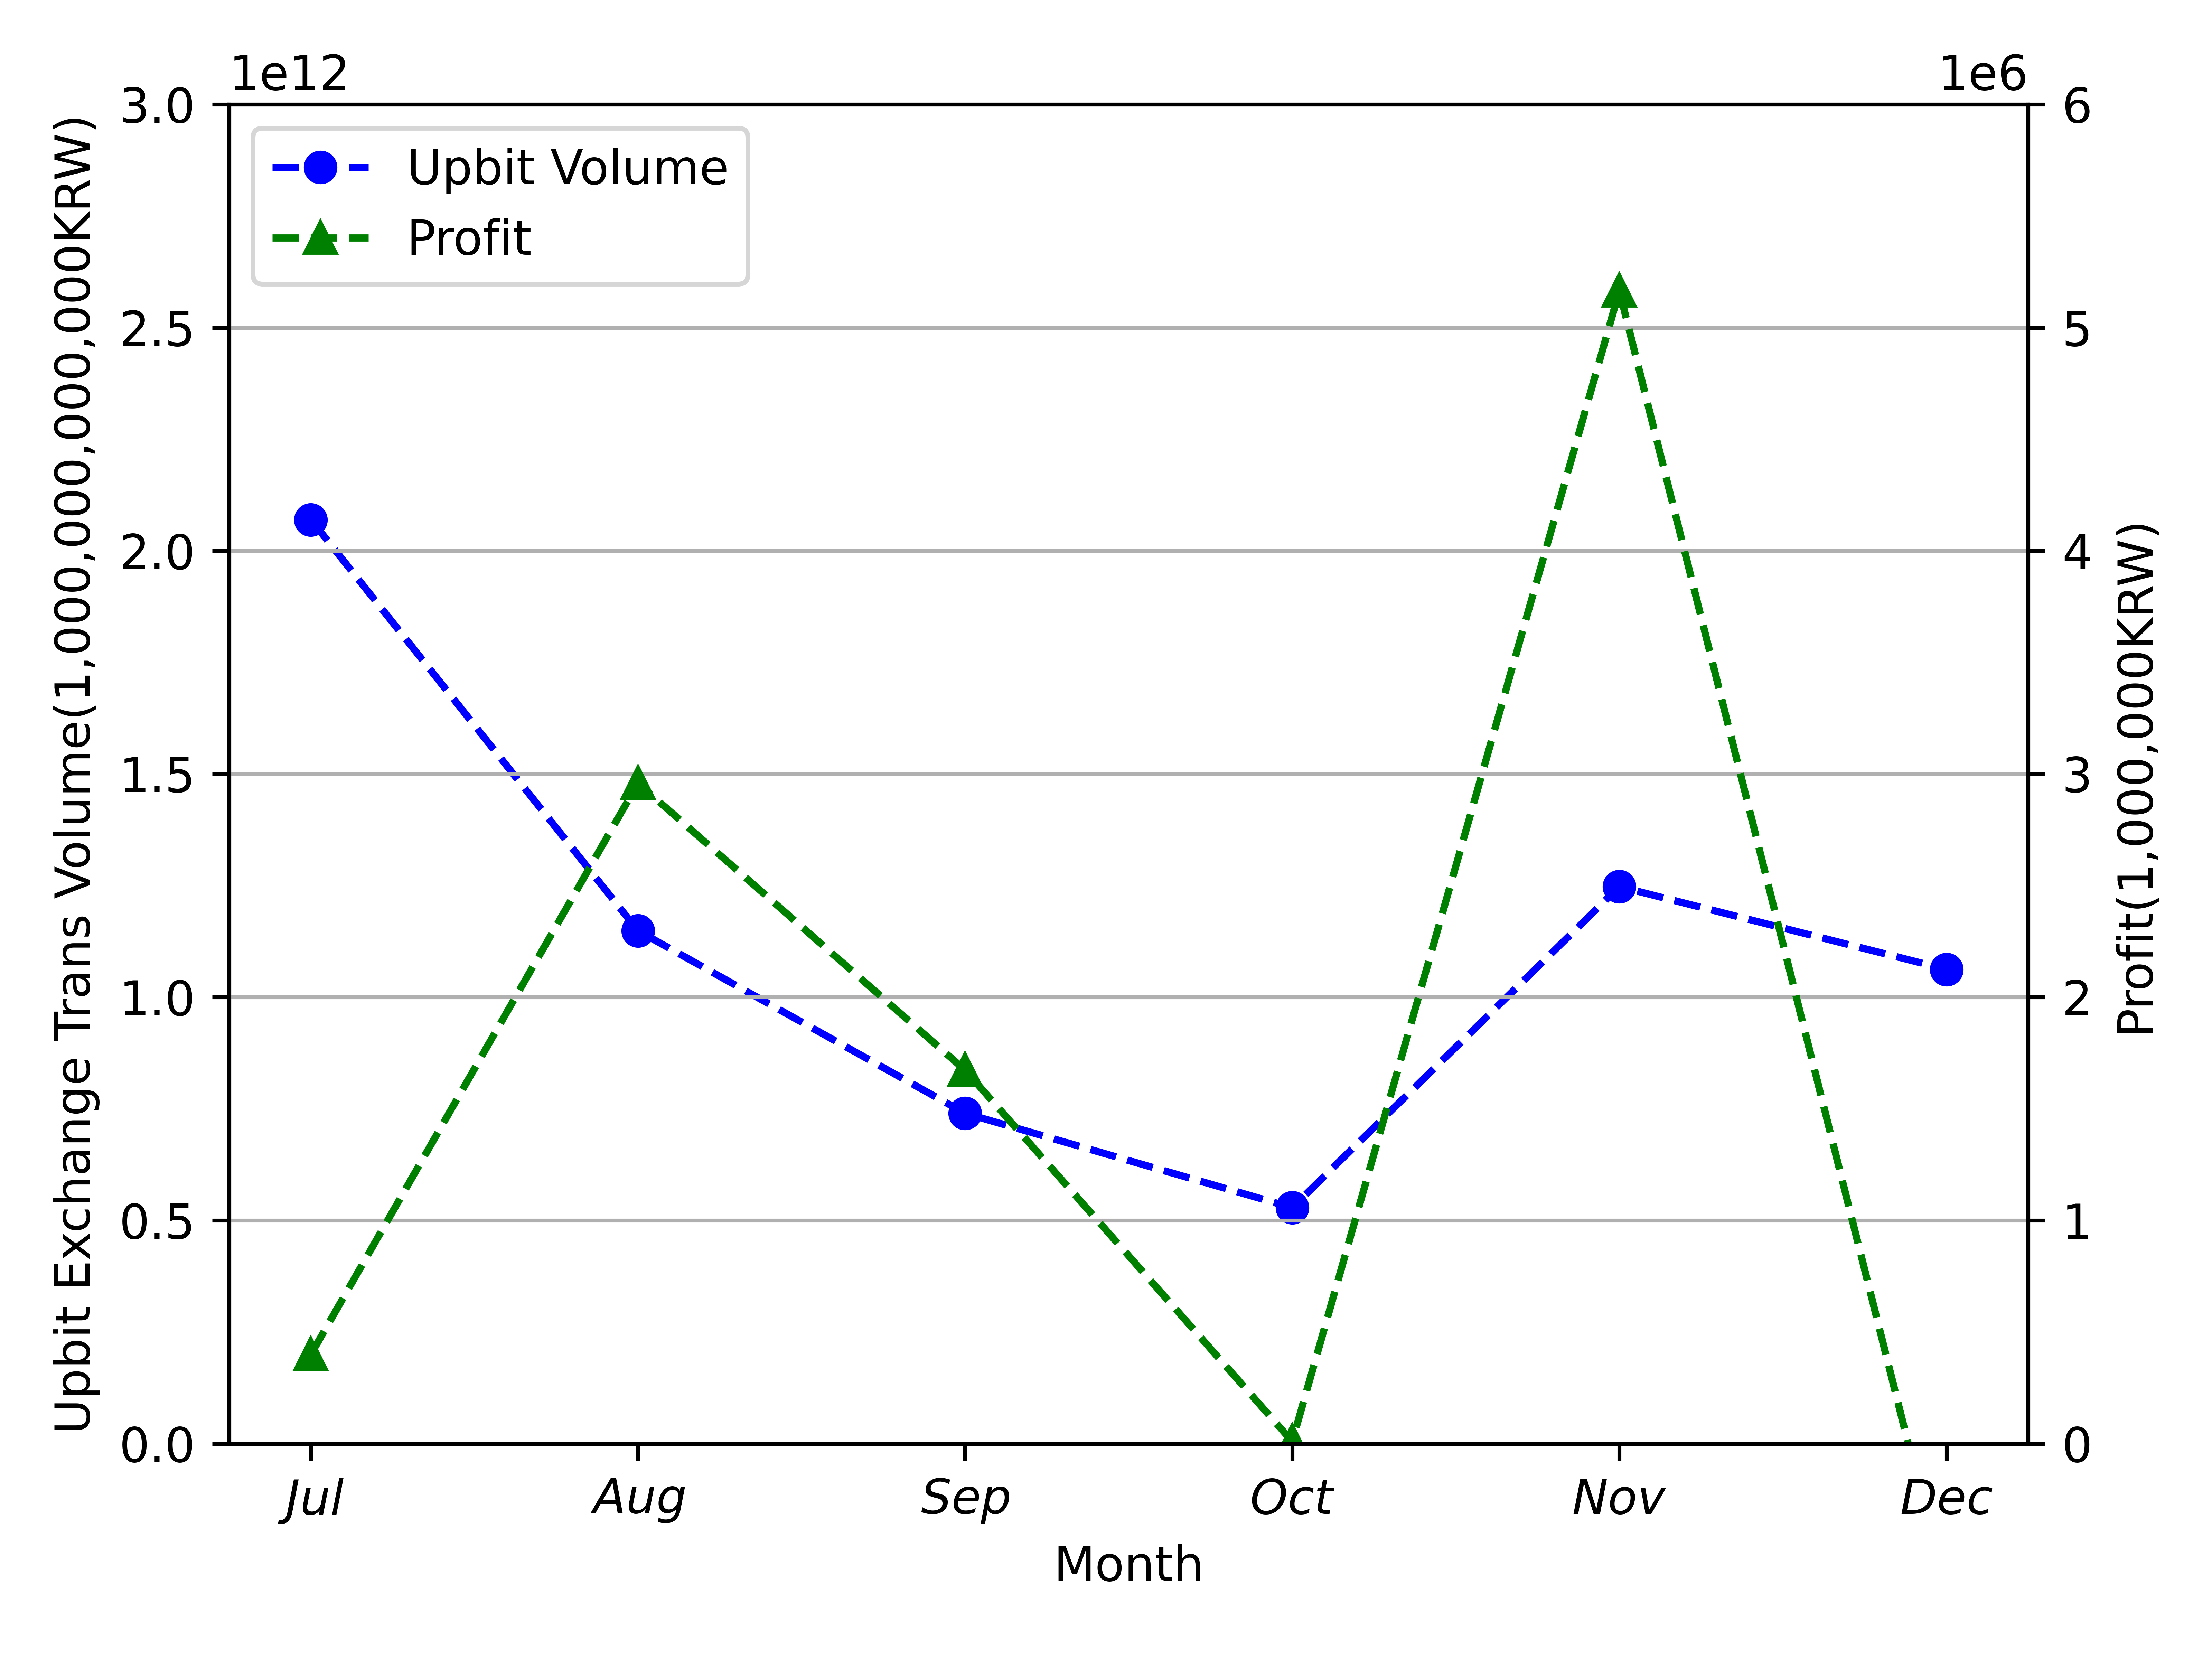 1e12
1e6
3.0
2.5
2.0
1.5
1.0
0.5
0.0
Upbit Exchange Trans Volume(1,000,000,000,000KRW)
Upbit Volume
Profit
6
5
4
3
2
1
0
Profit(1,000,000KRW)
Jul
Aug
Sep
Oct
Nov
Dec
Month